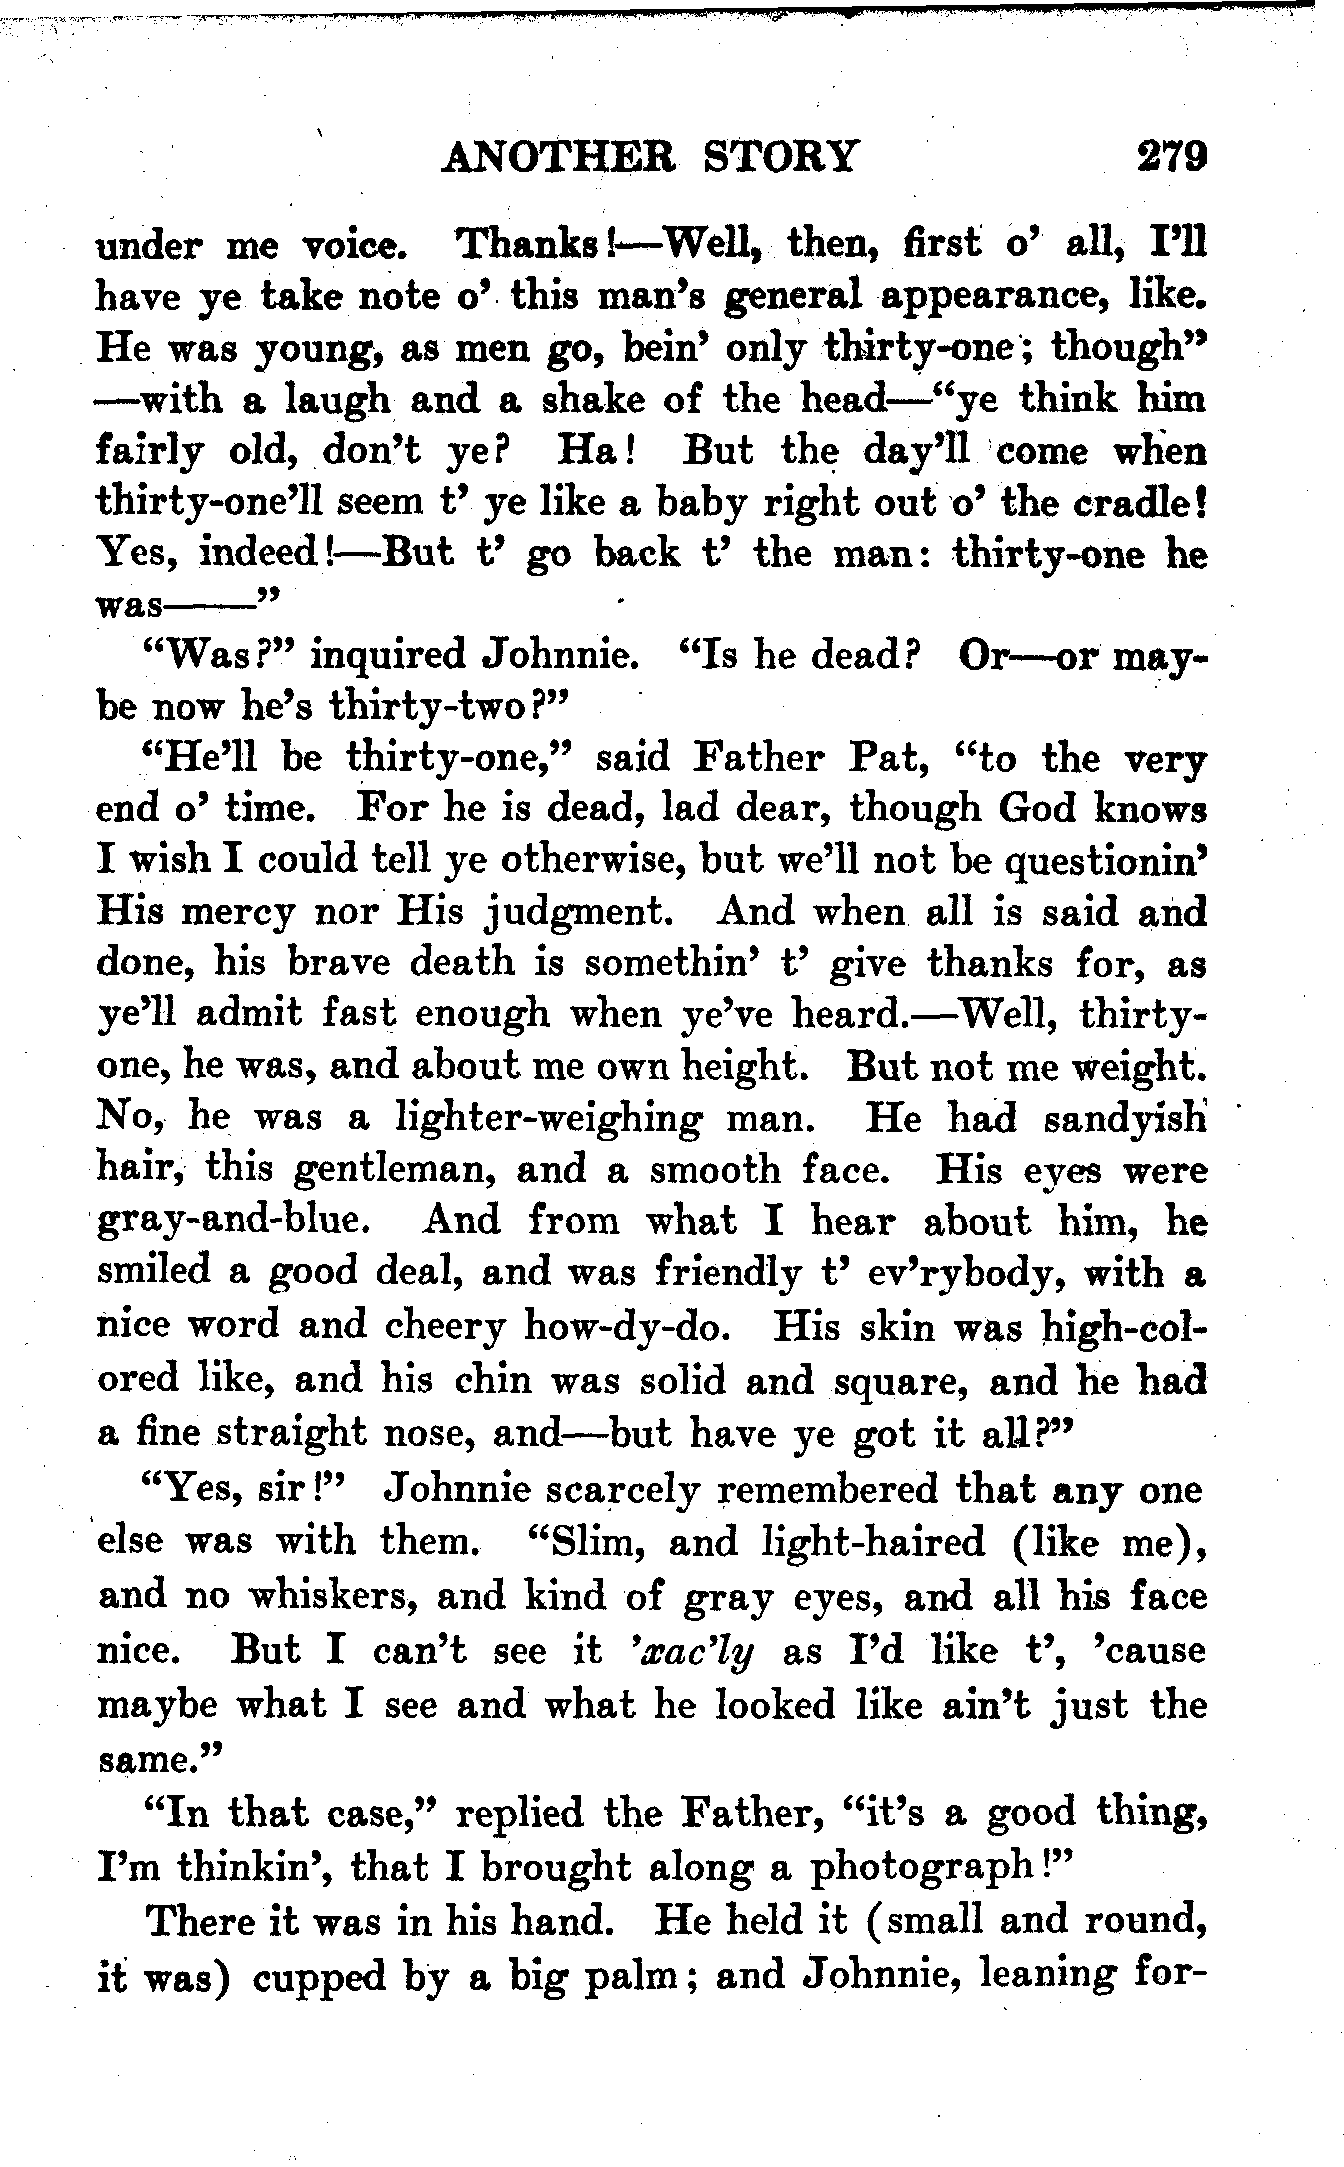 ANOTHER STORY 279
under me voice. Thanks!—Well, then, first o' all, I'll
have ye take note o' this man's general appearance, like.
He was young, as men go, bein' only thirty-one; though"
—with a laugh and a shake of the head—"ye think him
fairly old, don't ye? Ha! But the day'll come when
thirty-one'll seem t' ye like a baby right out o' the cradle!
Yes, indeed!—But t' go back t' the man: thirty-one he
was——"
"Was?" inquired Johnnie. "Is he dead? Or—or may-
be now he's thirty-two?"
"He'll be thirty-one," said Father Pat, "to the very
end o' time. For he is dead, lad dear, though God knows
I wish I could tell ye otherwise, but we'll not be questionin'
His mercy nor His judgment. And when all is said and
done, his brave death is somethin' t' give thanks for, as
ye'll admit fast enough when ye've heard.—Well, thirty-
one, he was, and about me own height. But not me weight.
No, he was a lighter-weighing man. He had sandyish
hair, this gentleman, and a smooth face. His eyes were
gray-and-blue. And from what I hear about him, he
smiled a good deal, and was friendly t' ev'rybody, with a
nice word and cheery how-dy-do. His skin was high-col-
ored like, and his chin was solid and square, and he had
a fine straight nose, and—but have ye got it all?"
"Yes, sir!" Johnnie scarcely remembered that any one
else was with them. "Slim, and light-haired (like me),
and no whiskers, and kind of gray eyes, and all his face
nice. But I can't see it 'xac'ly as I'd like t', 'cause
maybe what I see and what he looked like ain't just the
same."
"In that case," replied the Father, "it's a good thing,
I'm thinkin', that I brought along a photograph!"
There it was in his hand. He held it (small and round,
it was) cupped by a big palm; and Johnnie, leaning for-